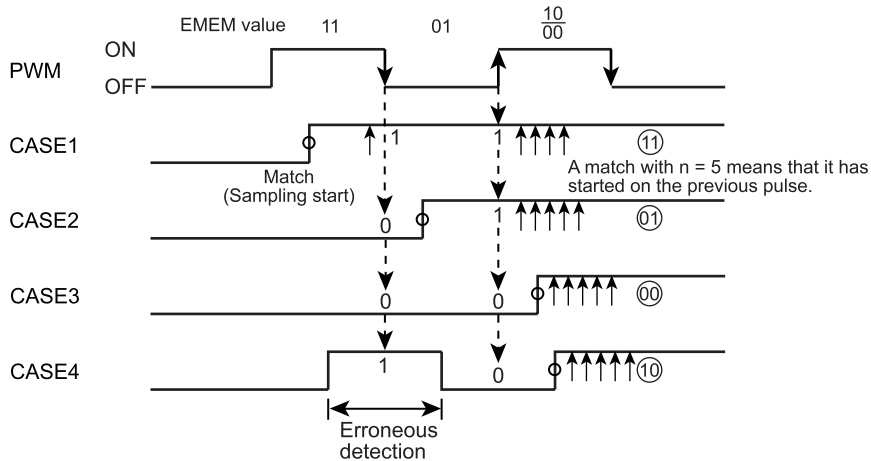 EMEM value 11 01 10
00
ON
PWM
OFF
CASE1 1 1 ⑪
Match
(Sampling start)
A match with n = 5 means that it has
started on the previous pulse.
CASE2 0 1 01
CASE3 0 0 00
CASE4 1 0 10
Erroneous
detection